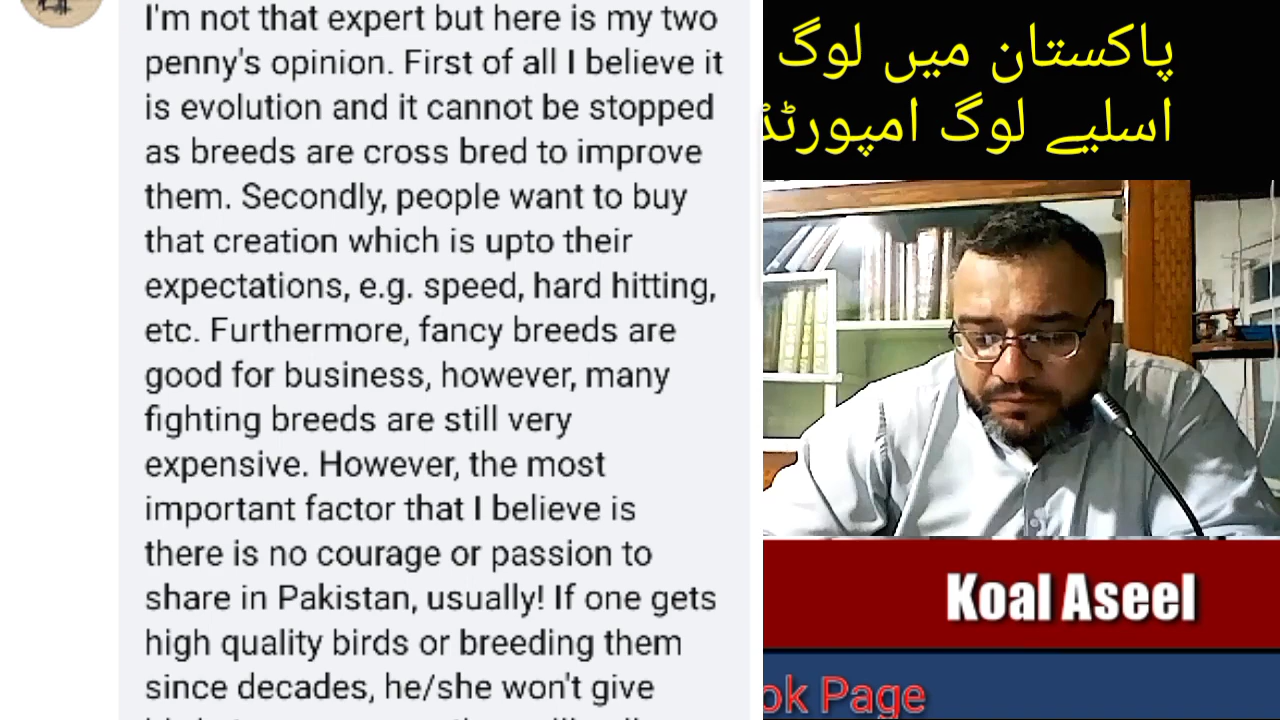 I'm not that expert but here is my two
penny's opinion. First of all I believe it
is evolution and it cannot be stopped
as breeds are cross bred to improve
them. Secondly, people want to buy
that creation which is upto their
expectations, e.g. speed, hard hitting,
etc. Furthermore, fancy breeds are
good for business, however, many
fighting breeds are still very
expensive. However, the most
important factor that I believe is
there is no courage or passion to
share in Pakistan, usually! If one gets
high quality birds or breeding them
since decades, he/she won't give
پاکستان میں لوگ
اسلیے لوگ امپورٹڈ
Koal Aseel
ok Page